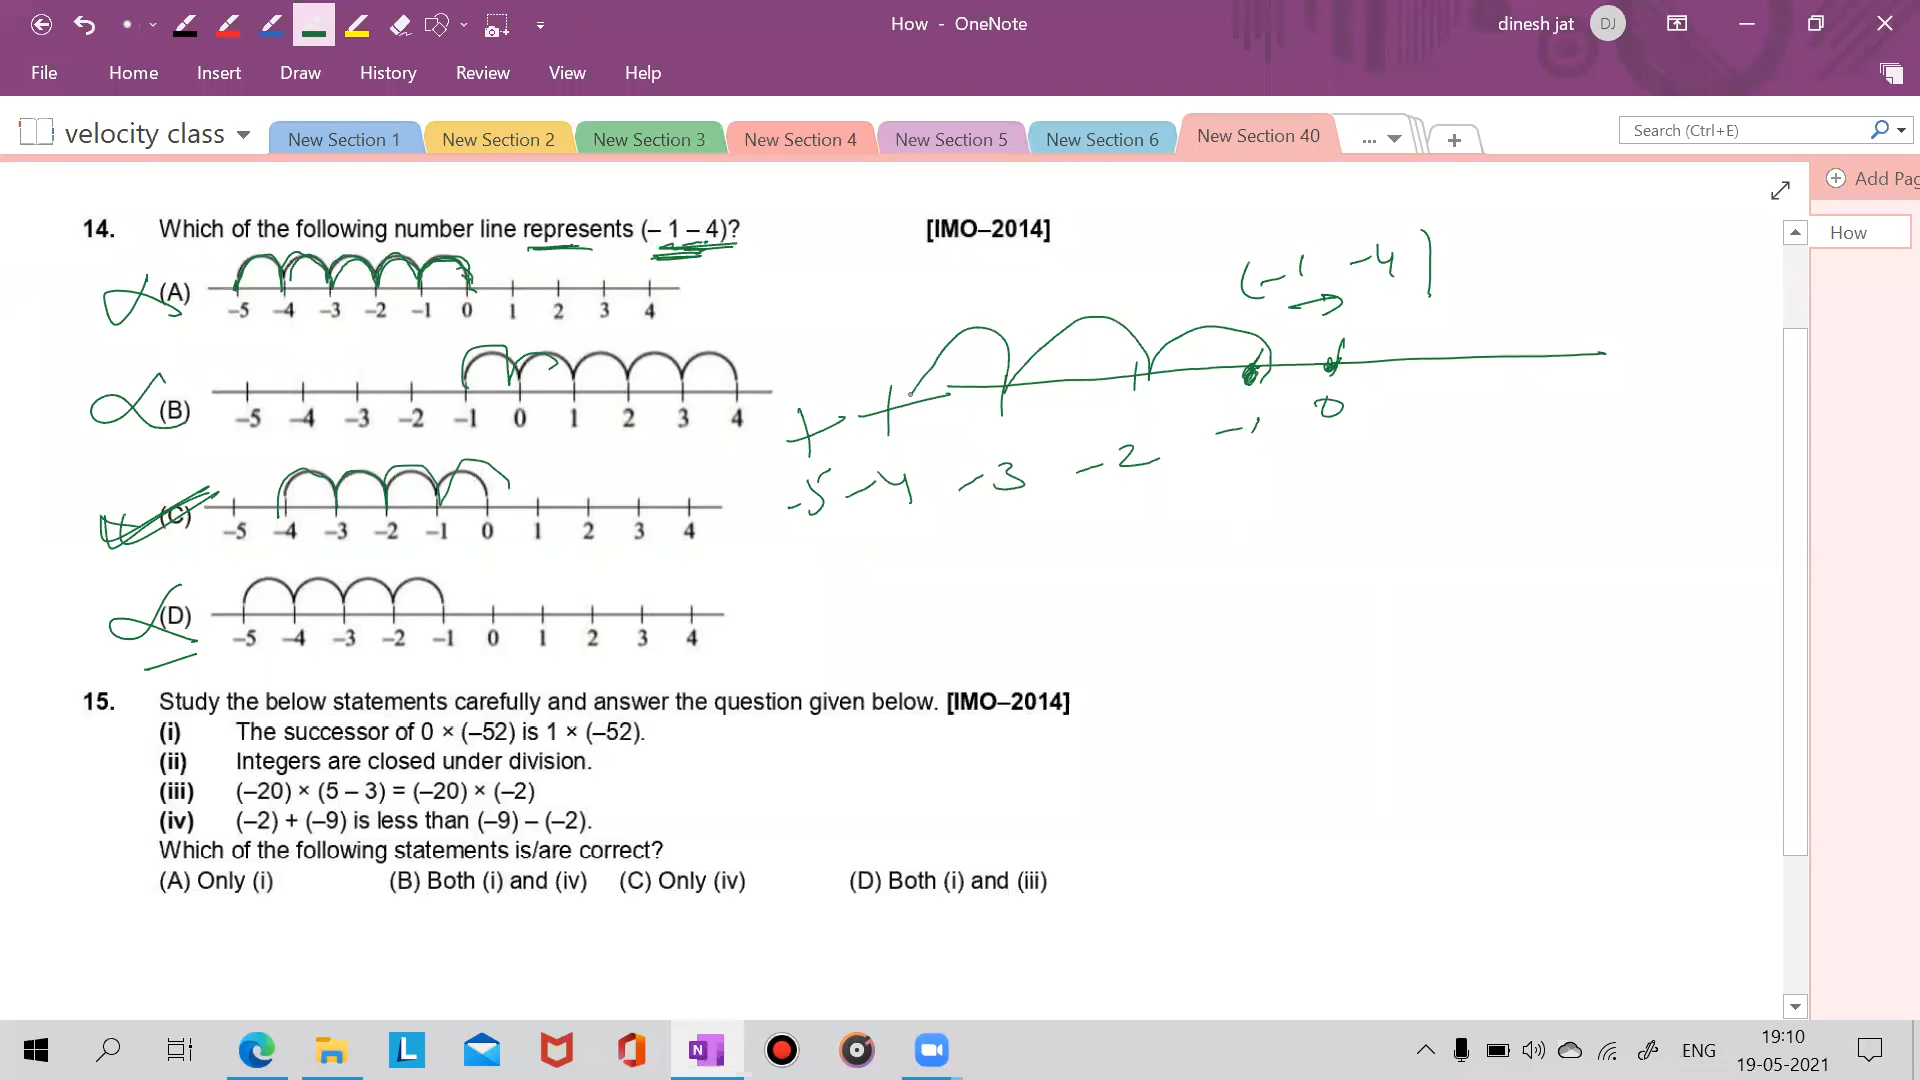 How - OneNote
dinesh jat DJ
File Home Insert Draw History Review View Help
velocity class New Section 1 New Section 2 New Section 3 New Section 4 New Section 5 New Section 6 New Section 40 ... Search (Ctrl+E)
Add Pag
How
14. Which of the following number line represents (– 1 – 4)? [IMO–2014]
(-1 -4)
(A) –5 –4 –3 –2 –1 0 1 2 3 4
(B) –5 –4 –3 –2 –1 0 1 2 3 4
-5 -4 -3 -2 -1 0
(C) –5 –4 –3 –2 –1 0 1 2 3 4
(D) –5 –4 –3 –2 –1 0 1 2 3 4
15. Study the below statements carefully and answer the question given below. [IMO–2014]
(i) The successor of 0 × (–52) is 1 × (–52).
(ii) Integers are closed under division.
(iii) (–20) × (5 – 3) = (–20) × (–2)
(iv) (–2) + (–9) is less than (–9) – (–2).
Which of the following statements is/are correct?
(A) Only (i) (B) Both (i) and (iv) (C) Only (iv) (D) Both (i) and (iii)
L N ENG 19:10
19-05-2021